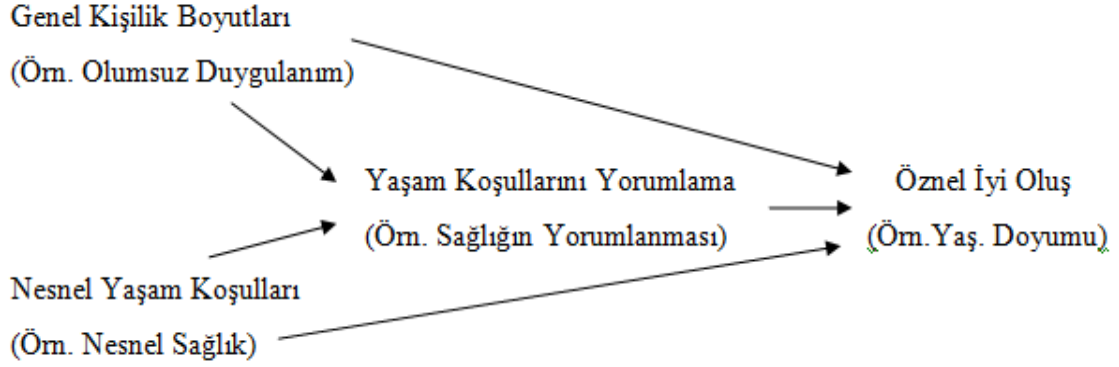 Genel Kişilik Boyutları
(Örn. Olumsuz Duygulanım)
Yaşam Koşullarını Yorumlama
(Örn. Sağlığın Yorumlanması)
Öznel İyi Oluş
(Örn.Yaş. Doyumu)
Nesnel Yaşam Koşulları
(Örn. Nesnel Sağlık)